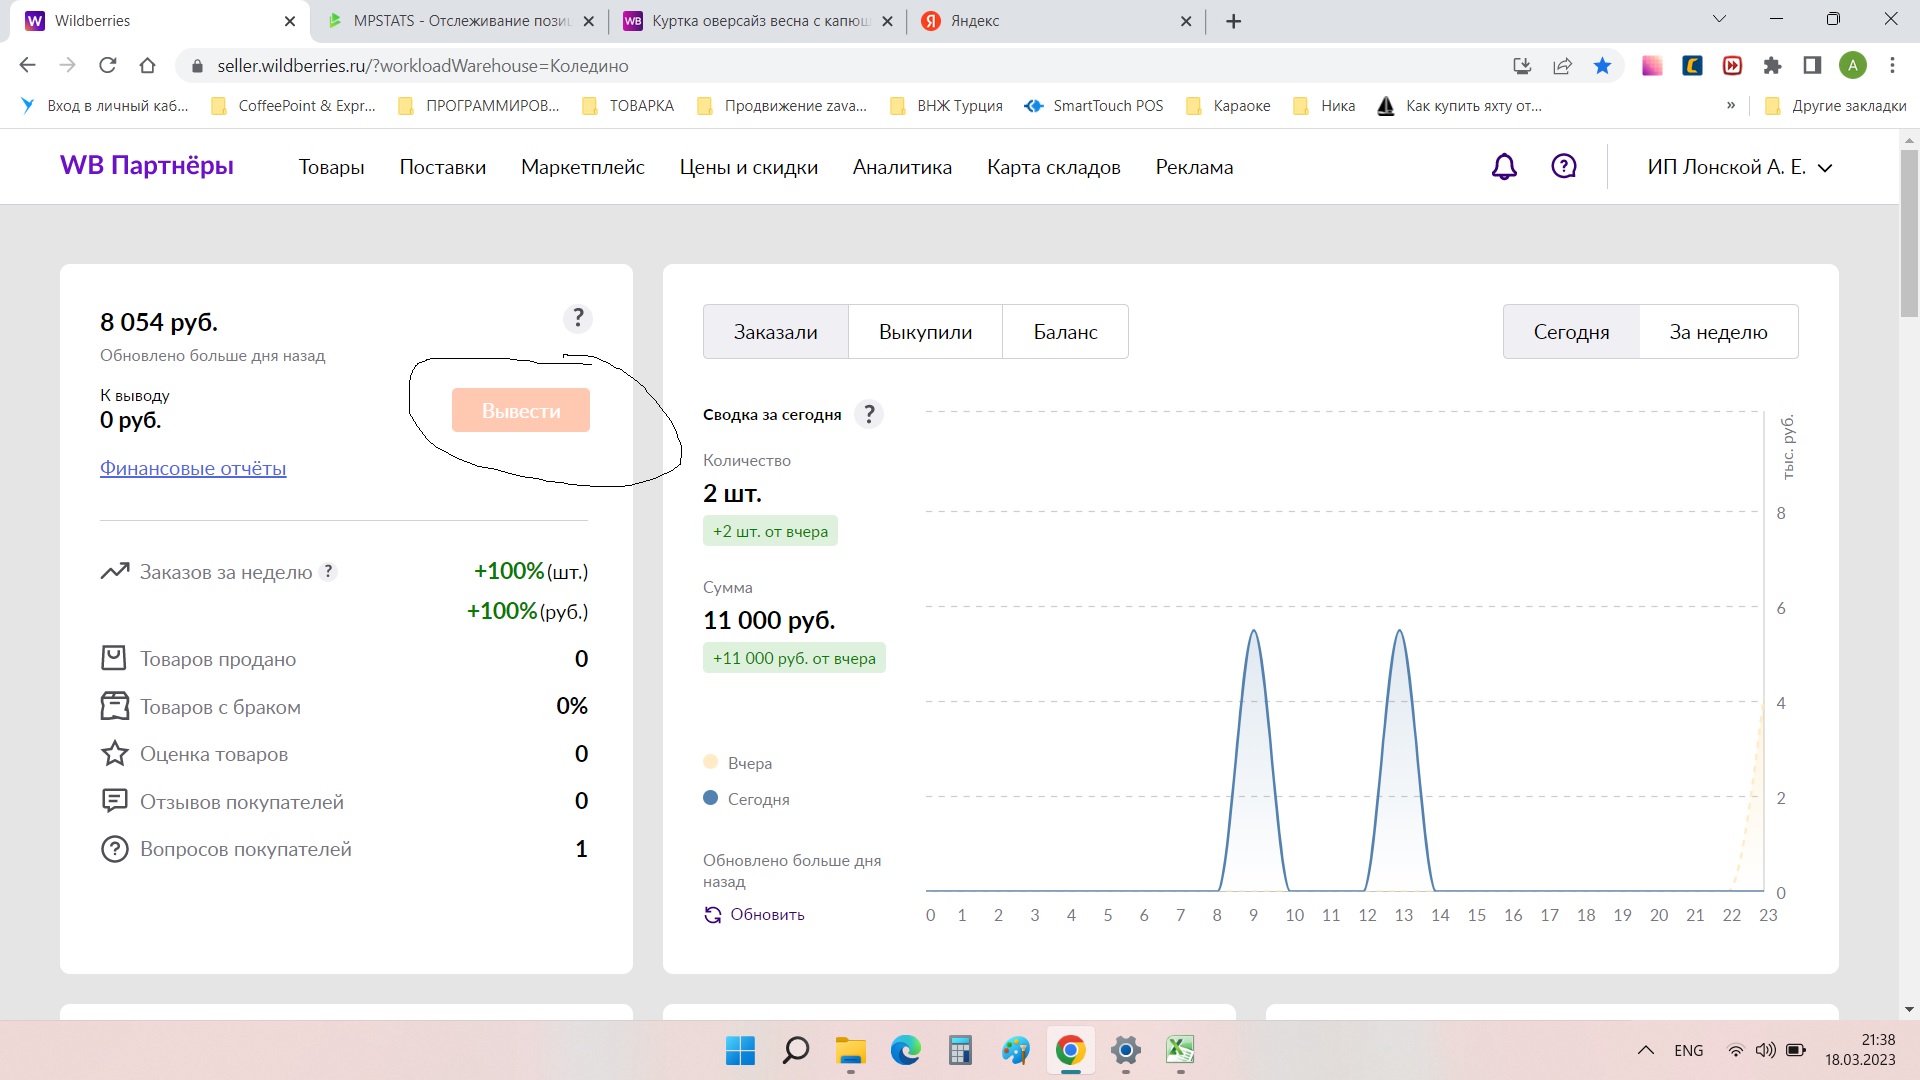 Wildberries
MPSTATS - Отслеживание позиц
Куртка оверсайз весна с капюш
Яндекс
seller.wildberries.ru/?workloadWarehouse=Коледино
A
Вход в личный каб...
CoffeePoint & Expr...
ПРОГРАММИРОВ...
ТОВАРКА
Продвижение zava...
ВНЖ Турция
SmartTouch POS
Караоке
Ника
Как купить яхту от...
»
Другие закладки
WB Партнёры
Товары
Поставки
Маркетплейс
Цены и скидки
Аналитика
Карта складов
Реклама
ИП Лонской А. Е.
8 054 руб.
?
Обновлено больше дня назад
К выводу
0 руб.
Вывести
Финансовые отчёты
Заказов за неделю ?
+100% (шт.)
+100% (руб.)
Товаров продано 0
Товаров с браком 0%
Оценка товаров 0
Отзывов покупателей 0
Вопросов покупателей 1
Заказали
Выкупили
Баланс
Сегодня
За неделю
Сводка за сегодня ?
Количество
2 шт.
+2 шт. от вчера
Сумма
11 000 руб.
+11 000 руб. от вчера
Вчера
Сегодня
Обновлено больше дня
назад
Обновить
тыс. руб.
8
6
4
2
0
0 1 2 3 4 5 6 7 8 9 10 11 12 13 14 15 16 17 18 19 20 21 22 23
ENG
21:38
18.03.2023